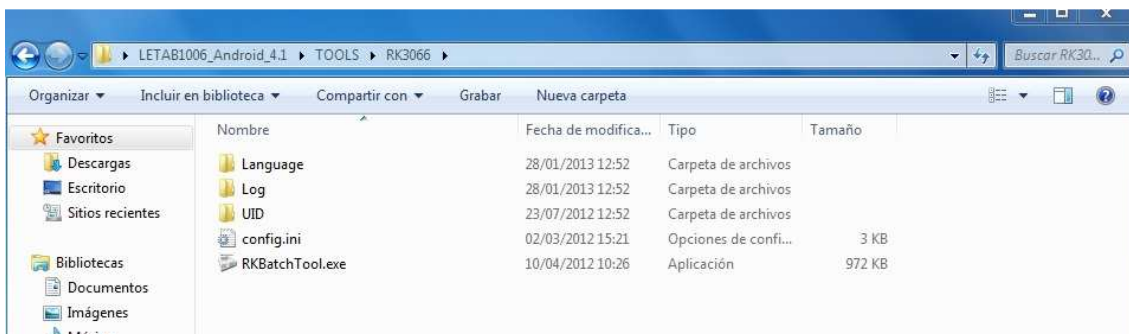 LETAB1006_Android_4.1 ▸ TOOLS ▸ RK3066 ▸ Buscar RK30...
Organizar Incluir en biblioteca Compartir con Grabar Nueva carpeta
Favoritos Nombre Fecha de modifica... Tipo Tamaño
Descargas Language 28/01/2013 12:52 Carpeta de archivos
Escritorio Log 28/01/2013 12:52 Carpeta de archivos
Sitios recientes UID 23/07/2012 12:52 Carpeta de archivos
config.ini 02/03/2012 15:21 Opciones de confi... 3 KB
Bibliotecas RKBatchTool.exe 10/04/2012 10:26 Aplicación 972 KB
Documentos
Imágenes